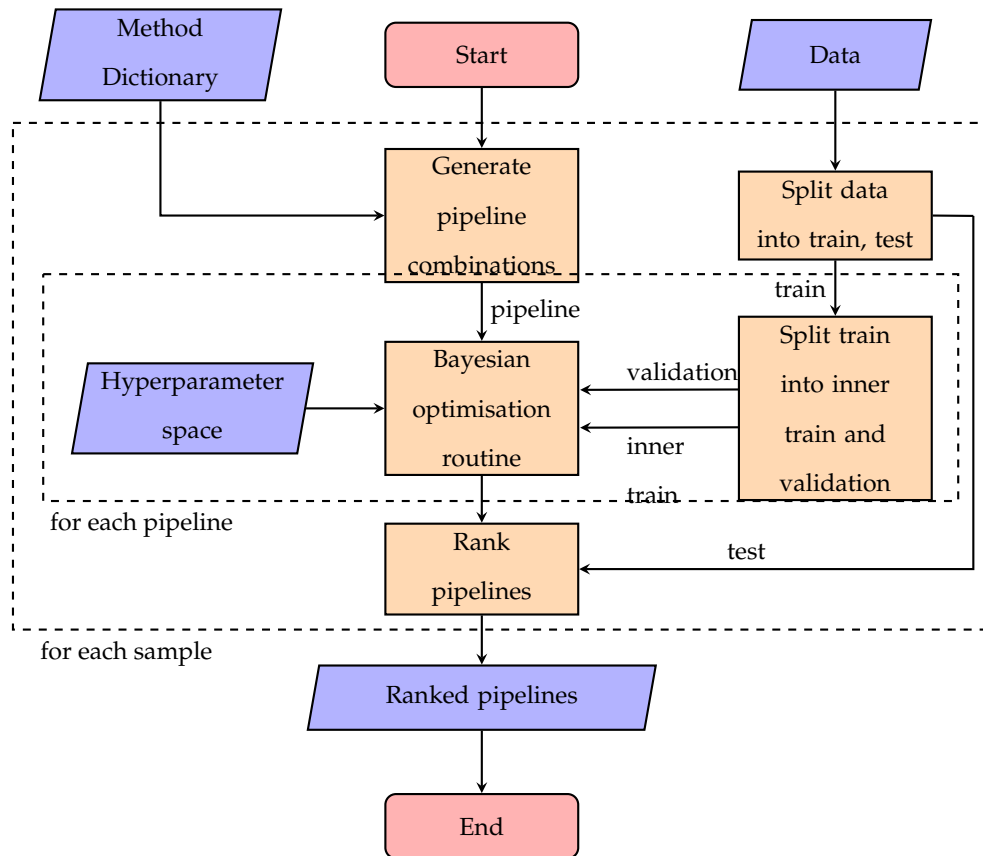 Method
Dictionary
Start
Data
Generate
pipeline
combinations
Split data
into train, test
train
pipeline
Hyperparameter
space
Bayesian
optimisation
routine
validation
inner
train
Split train
into inner
train and
validation
for each pipeline
Rank
pipelines
test
for each sample
Ranked pipelines
End